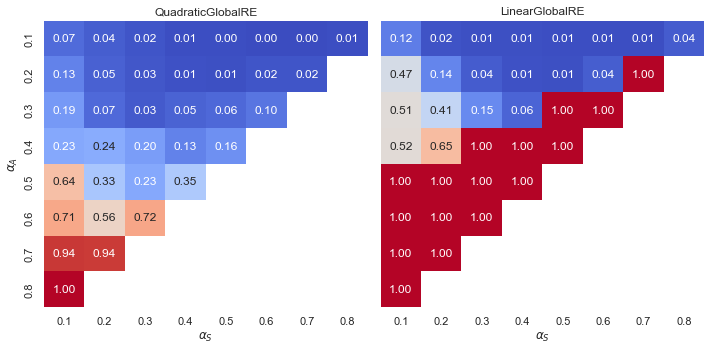 QuadraticGlobalRE
LinearGlobalRE
0.1 0.07 0.04 0.02 0.01 0.00 0.00 0.00 0.01
0.12 0.02 0.01 0.01 0.01 0.01 0.01 0.04
0.2 0.13 0.05 0.03 0.01 0.01 0.02 0.02
0.47 0.14 0.04 0.01 0.01 0.04 1.00
0.3 0.19 0.07 0.03 0.05 0.06 0.10
0.51 0.41 0.15 0.06 1.00 1.00
0.4 0.23 0.24 0.20 0.13 0.16
0.52 0.65 1.00 1.00 1.00
α_A
0.5 0.64 0.33 0.23 0.35
1.00 1.00 1.00 1.00
0.6 0.71 0.56 0.72
1.00 1.00 1.00
0.7 0.94 0.94
1.00 1.00
0.8 1.00
1.00
0.1 0.2 0.3 0.4 0.5 0.6 0.7 0.8
α_S
0.1 0.2 0.3 0.4 0.5 0.6 0.7 0.8
α_S